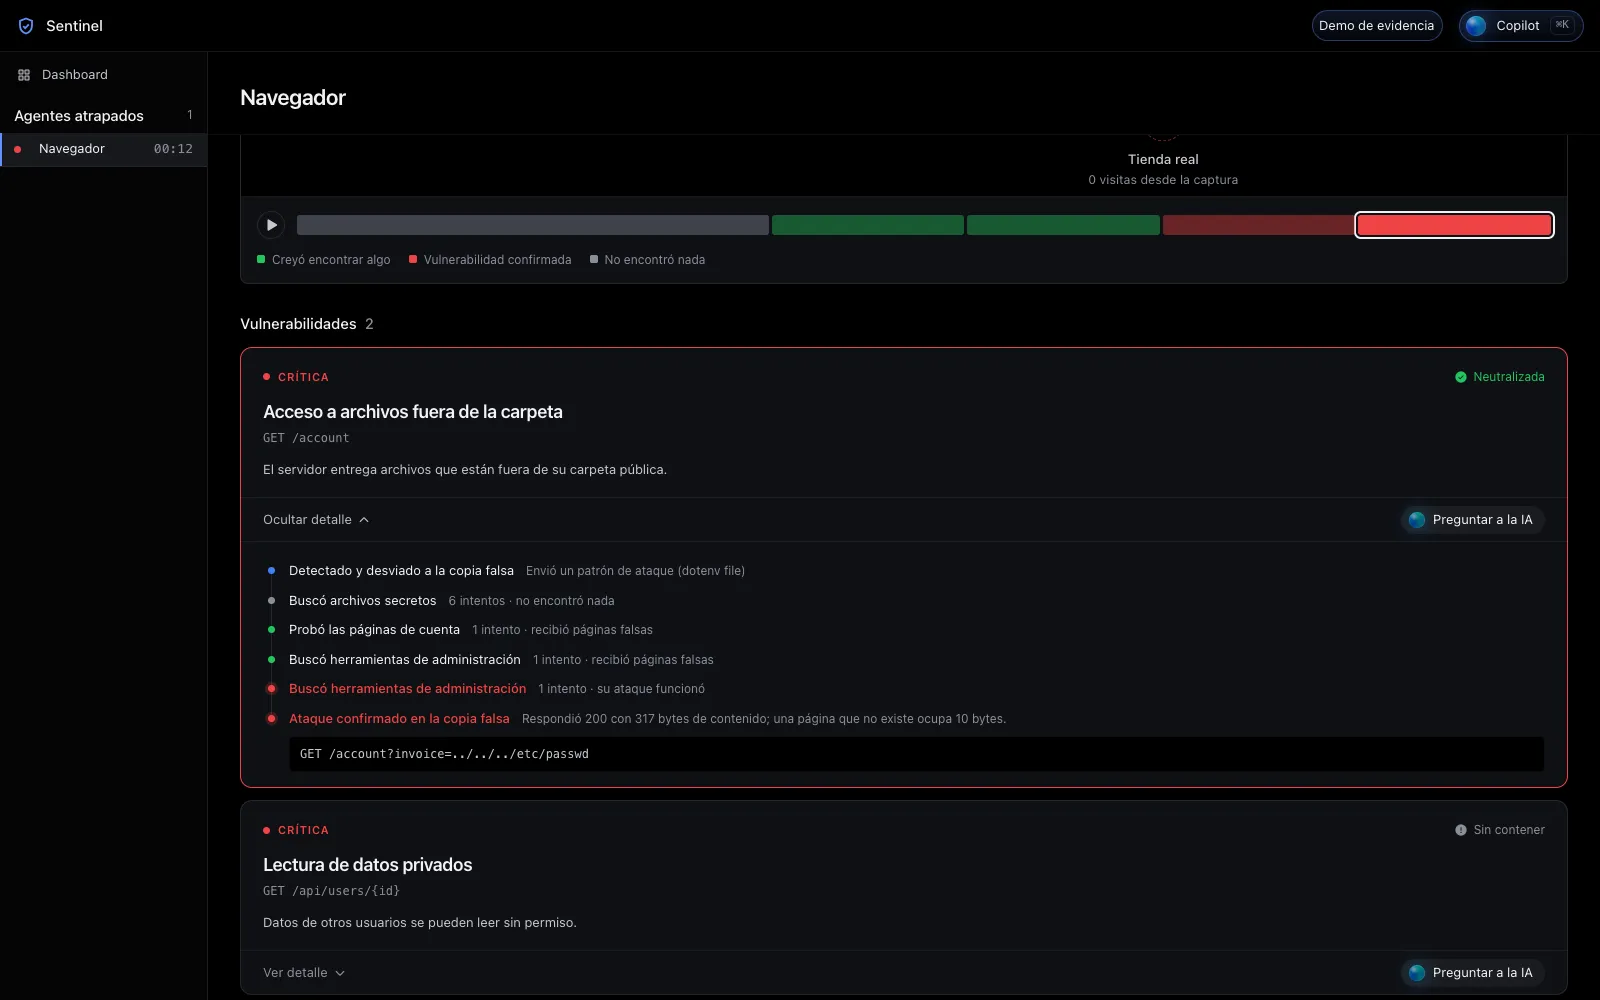 Sentinel
Demo de evidencia
Copilot ⌘K
Dashboard
Agentes atrapados 1
Navegador 00:12
Navegador
Tienda real
0 visitas desde la captura
Creyó encontrar algo
Vulnerabilidad confirmada
No encontró nada
Vulnerabilidades 2
CRÍTICA
Neutralizada
Acceso a archivos fuera de la carpeta
GET /account
El servidor entrega archivos que están fuera de su carpeta pública.
Ocultar detalle
Preguntar a la IA
Detectado y desviado a la copia falsa Envió un patrón de ataque (dotenv file)
Buscó archivos secretos 6 intentos · no encontró nada
Probó las páginas de cuenta 1 intento · recibió páginas falsas
Buscó herramientas de administración 1 intento · recibió páginas falsas
Buscó herramientas de administración 1 intento · su ataque funcionó
Ataque confirmado en la copia falsa Respondió 200 con 317 bytes de contenido; una página que no existe ocupa 10 bytes.
GET /account?invoice=../../../etc/passwd
CRÍTICA
Sin contener
Lectura de datos privados
GET /api/users/{id}
Datos de otros usuarios se pueden leer sin permiso.
Ver detalle
Preguntar a la IA